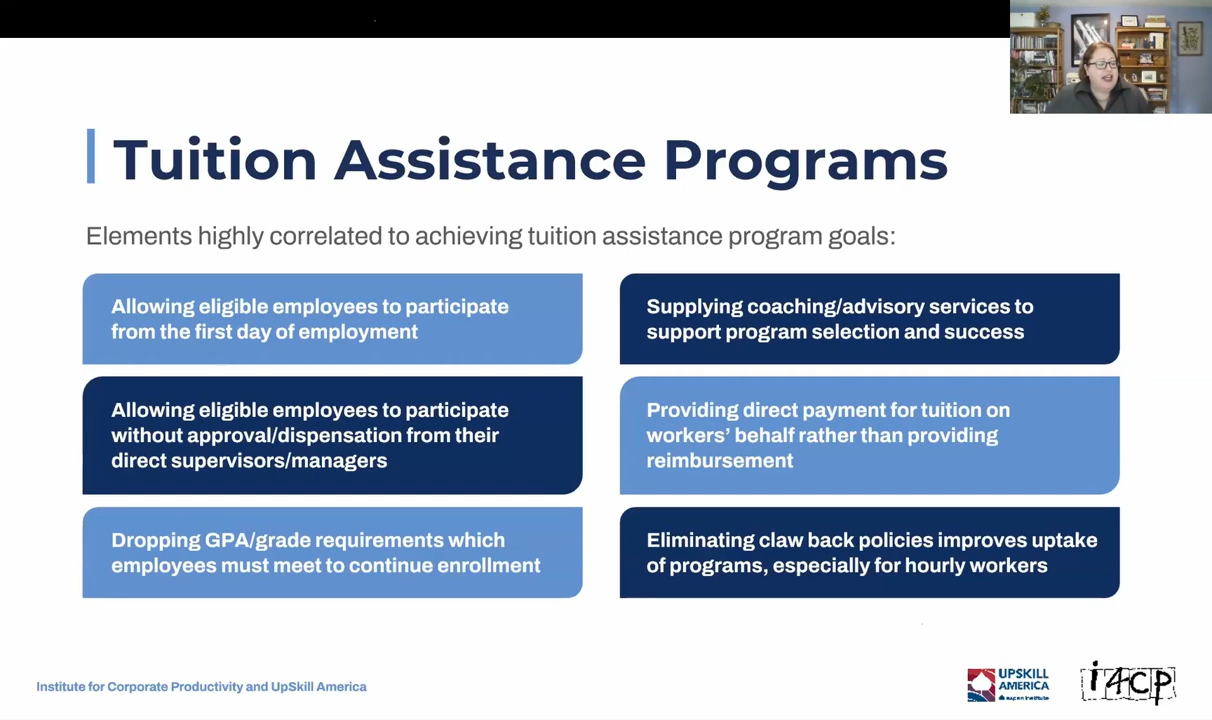 Tuition Assistance Programs
Elements highly correlated to achieving tuition assistance program goals:
Allowing eligible employees to participate
from the first day of employment
Supplying coaching/advisory services to
support program selection and success
Allowing eligible employees to participate
without approval/dispensation from their
direct supervisors/managers
Providing direct payment for tuition on
workers’ behalf rather than providing
reimbursement
Dropping GPA/grade requirements which
employees must meet to continue enrollment
Eliminating claw back policies improves uptake
of programs, especially for hourly workers
Institute for Corporate Productivity and UpSkill America
UPSKILL
AMERICA
aspen institute
i4cp